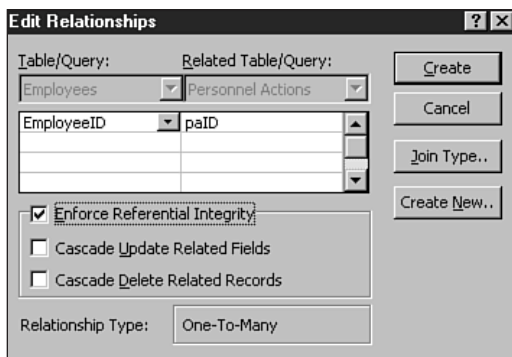 Edit Relationships
Table/Query: Related Table/Query:
Employees Personnel Actions
EmployeeID paID
Enforce Referential Integrity
Cascade Update Related Fields
Cascade Delete Related Records
Relationship Type: One-To-Many
Create
Cancel
Join Type..
Create New..